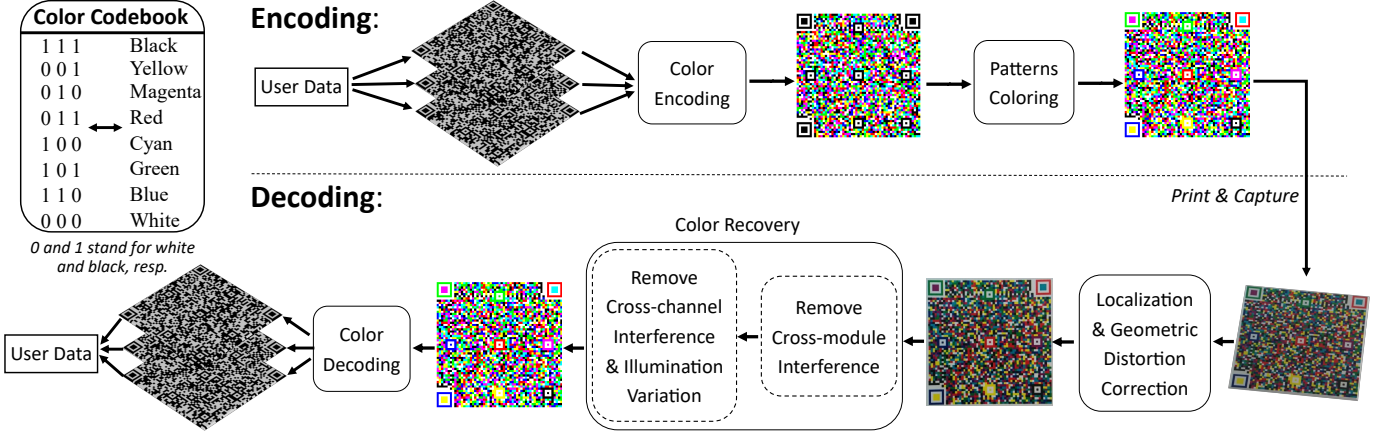 Color Codebook
1 1 1 Black
0 0 1 Yellow
0 1 0 Magenta
0 1 1 Red
1 0 0 Cyan
1 0 1 Green
1 1 0 Blue
0 0 0 White
0 and 1 stand for white
and black, resp.
Encoding:
User Data
Color
Encoding
Patterns
Coloring
Print & Capture
Decoding:
Localization
& Geometric
Distortion
Correction
Color Recovery
Remove
Cross-module
Interference
Remove
Cross-channel
Interference
& Illumination
Variation
Color
Decoding
User Data